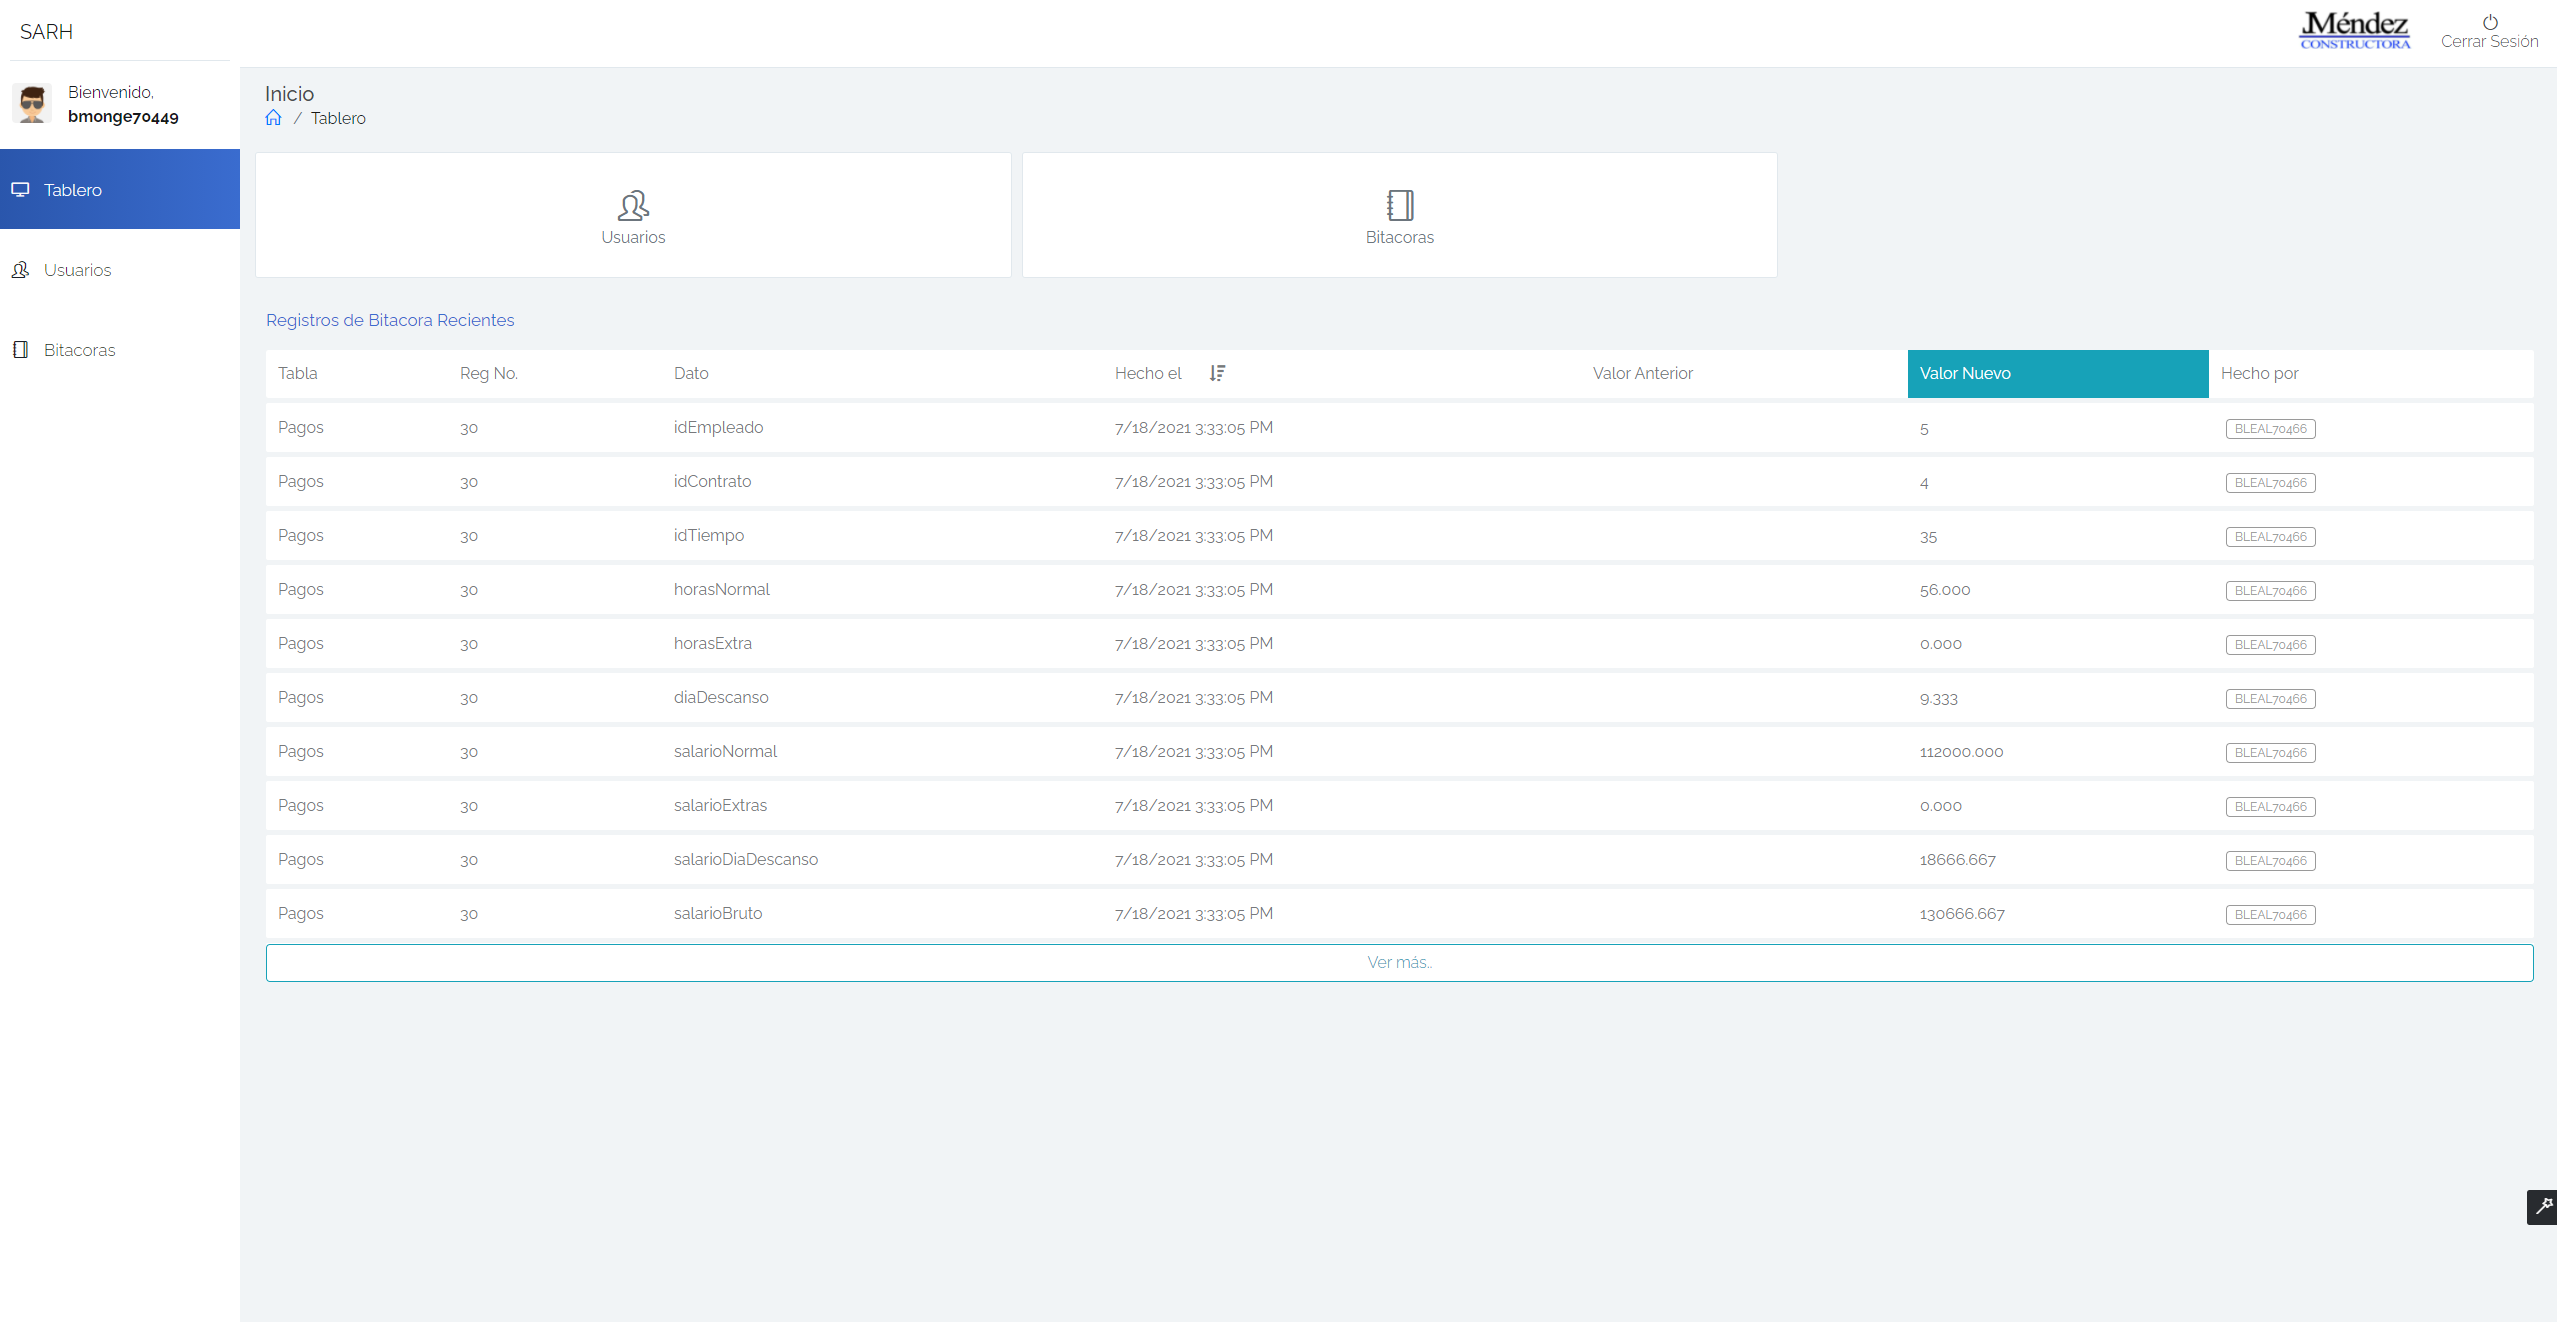 SARH
JMéndez
CONSTRUCTORA
Cerrar Sesión
Bienvenido,
bmonge70449
Tablero
Usuarios
Bitacoras
Inicio
/ Tablero
Usuarios
Bitacoras
Registros de Bitacora Recientes
Tabla Reg No. Dato Hecho el Valor Anterior Valor Nuevo Hecho por
Pagos 30 idEmpleado 7/18/2021 3:33:05 PM 5 BLEAL70466
Pagos 30 idContrato 7/18/2021 3:33:05 PM 4 BLEAL70466
Pagos 30 idTiempo 7/18/2021 3:33:05 PM 35 BLEAL70466
Pagos 30 horasNormal 7/18/2021 3:33:05 PM 56.000 BLEAL70466
Pagos 30 horasExtra 7/18/2021 3:33:05 PM 0.000 BLEAL70466
Pagos 30 diaDescanso 7/18/2021 3:33:05 PM 9.333 BLEAL70466
Pagos 30 salarioNormal 7/18/2021 3:33:05 PM 112000.000 BLEAL70466
Pagos 30 salarioExtras 7/18/2021 3:33:05 PM 0.000 BLEAL70466
Pagos 30 salarioDiaDescanso 7/18/2021 3:33:05 PM 18666.667 BLEAL70466
Pagos 30 salarioBruto 7/18/2021 3:33:05 PM 130666.667 BLEAL70466
Ver más..